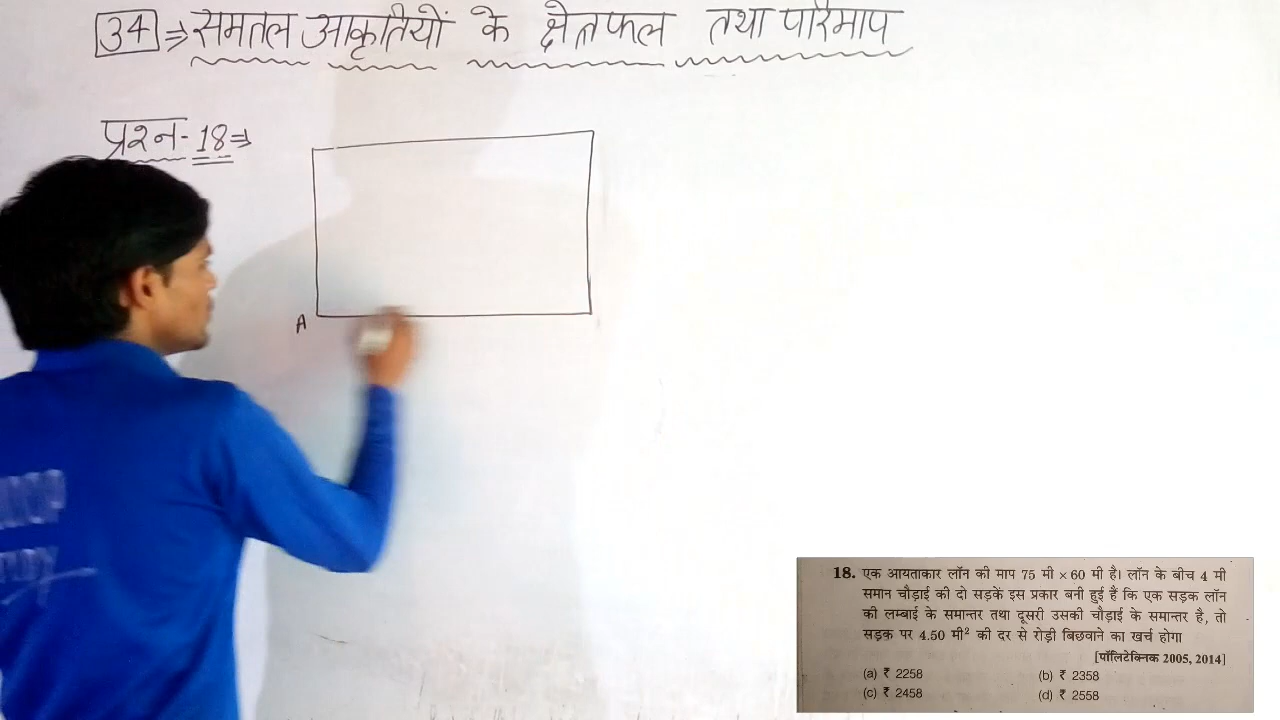 34 ⇒ समतल आकृतियों के क्षेत्रफल तथा परिमाप
प्रश्न- 18 ⇒
A
18. एक आयताकार लॉन की माप 75 मी × 60 मी है। लॉन के बीच 4 मी
समान चौड़ाई की दो सड़कें इस प्रकार बनी हुई हैं कि एक सड़क लॉन
की लम्बाई के समान्तर तथा दूसरी उसकी चौड़ाई के समान्तर है, तो
सड़क पर 4.50 मी² की दर से रोड़ी बिछवाने का खर्च होगा
[पॉलिटेक्निक 2005, 2014]
(a) ₹ 2258 (b) ₹ 2358
(c) ₹ 2458 (d) ₹ 2558